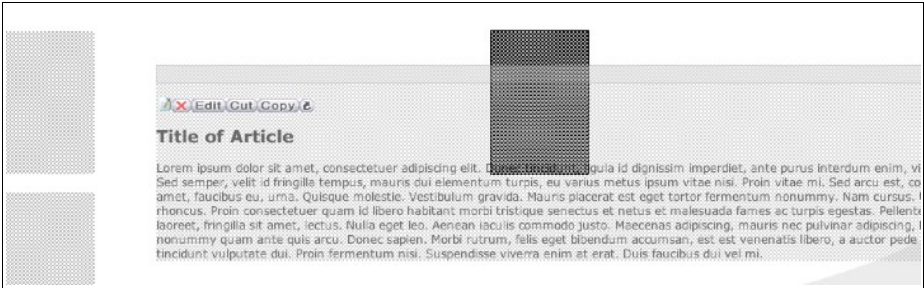 Edit Cut Copy
Title of Article
Lorem ipsum dolor sit amet, consectetuer adipiscing elit. Donec tincidunt, ligula id dignissim imperdiet, ante purus interdum enim, vi
Sed semper, velit id fringilla tempus, mauris dui elementum turpis, eu varius metus ipsum vitae nisi. Proin vitae mi. Sed arcu est, co
amet, faucibus eu, urna. Quisque molestie. Vestibulum gravida. Mauris placerat est eget tortor fermentum nonummy. Nam cursus.
rhoncus. Proin consectetuer quam id libero habitant morbi tristique senectus et netus et malesuada fames ac turpis egestas. Pellent
laoreet, fringilla sit amet, lectus. Nulla eget leo. Aenean iaculis commodo justo. Maecenas adipiscing, mauris nec pulvinar adipiscing,
nonummy quam ante quis arcu. Donec sapien. Morbi rutrum, felis eget bibendum accumsan, est est venenatis libero, a auctor pede
tincidunt vulputate dui. Proin fermentum nisi. Suspendisse viverra enim at erat. Duis faucibus dui vel mi.